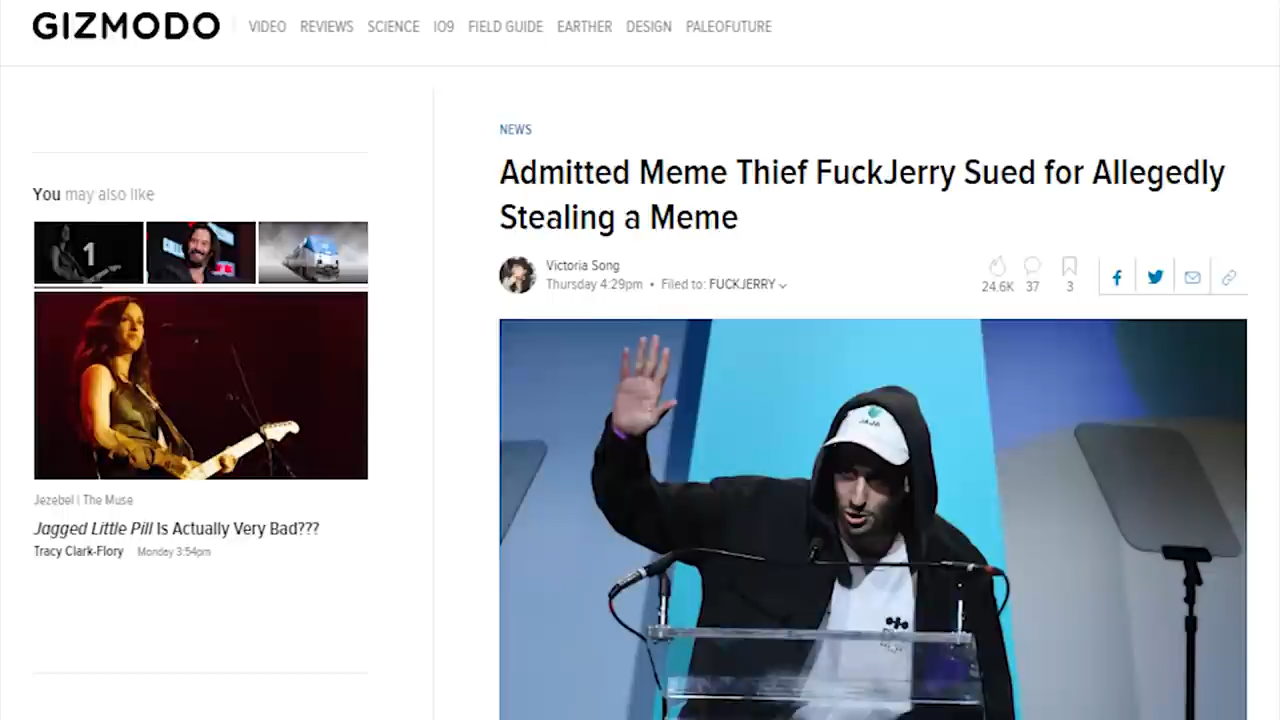 GIZMODO
VIDEO REVIEWS SCIENCE IO9 FIELD GUIDE EARTHER DESIGN PALEOFUTURE
You may also like
1
Jezebel | The Muse
Jagged Little Pill Is Actually Very Bad???
Tracy Clark-Flory Monday 3:54pm
NEWS
Admitted Meme Thief FuckJerry Sued for Allegedly
Stealing a Meme
Victoria Song
Thursday 4:29pm • Filed to: FUCKJERRY
24.6K 37 3
JAJA